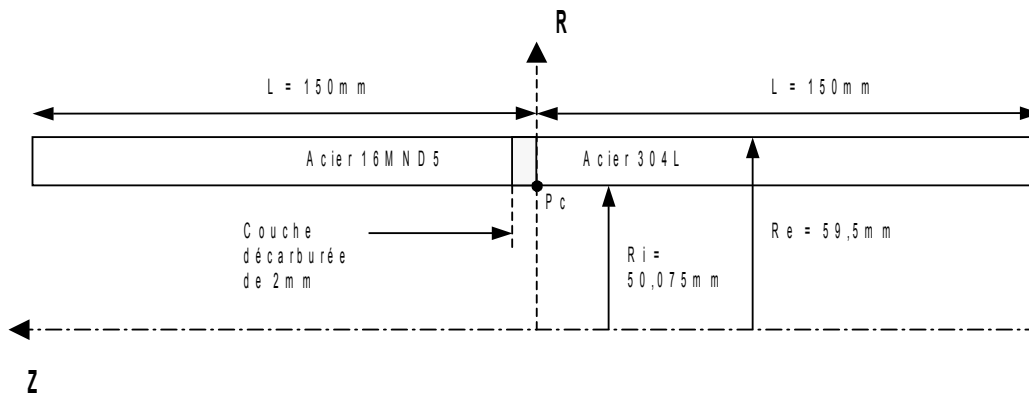 R
L = 150mm
L = 150mm
Acier 16MND5
Acier 304L
Pc
Couche
décarburée
de 2mm
Ri =
50,075mm
Re = 59,5mm
Z